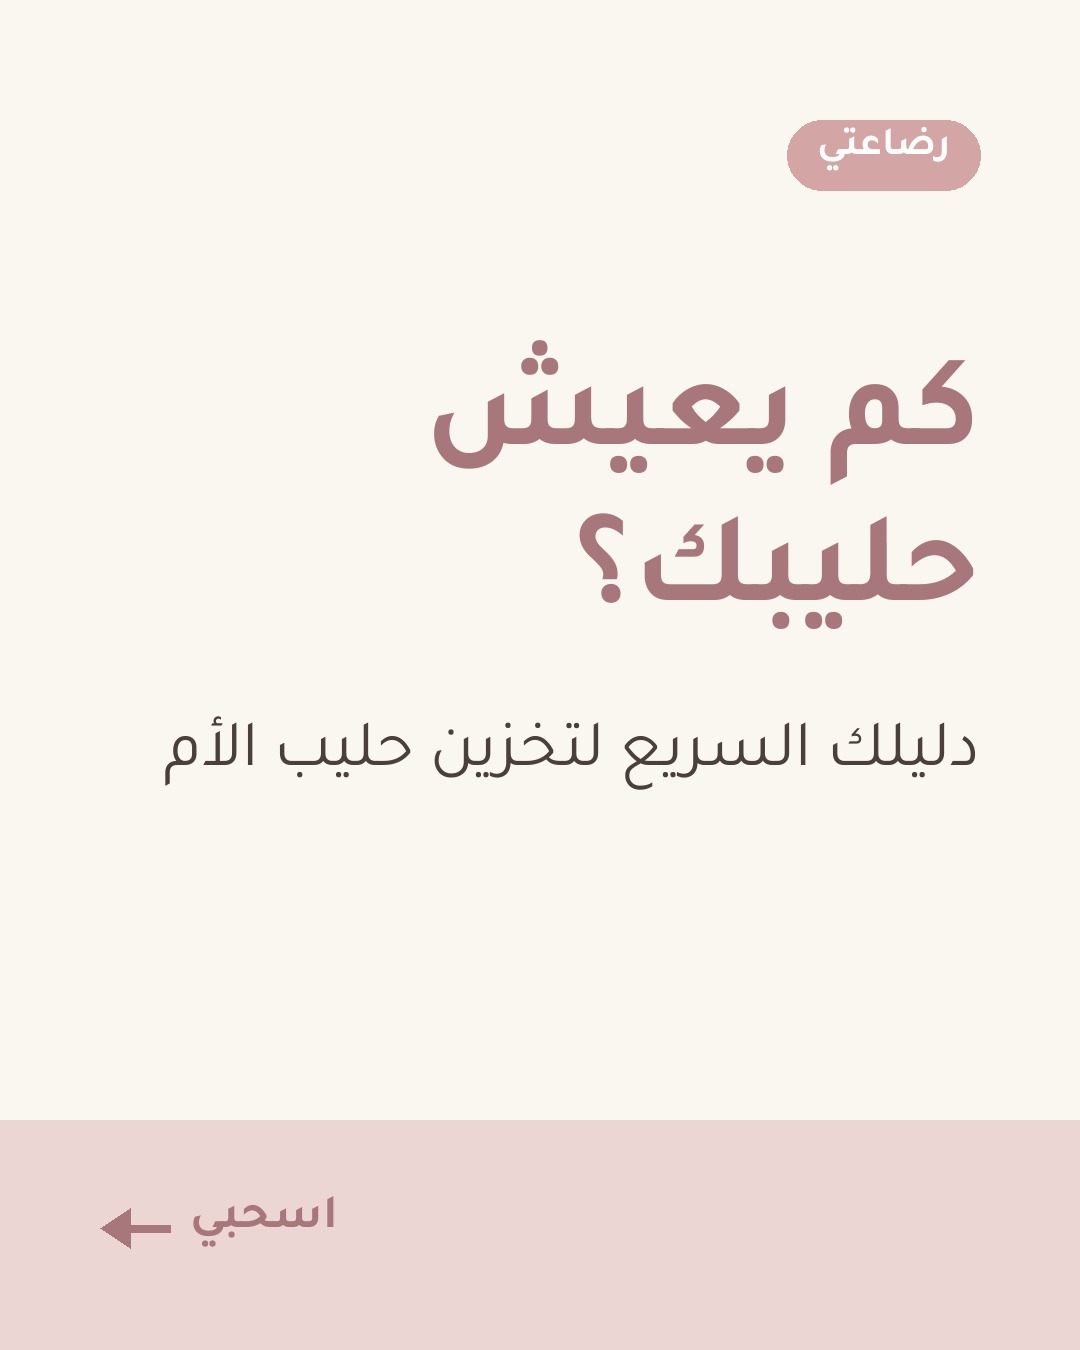 رضاعتي
كم يعيش
حليبك؟
دليلك السريع لتخزين حليب الأم
اسحبي